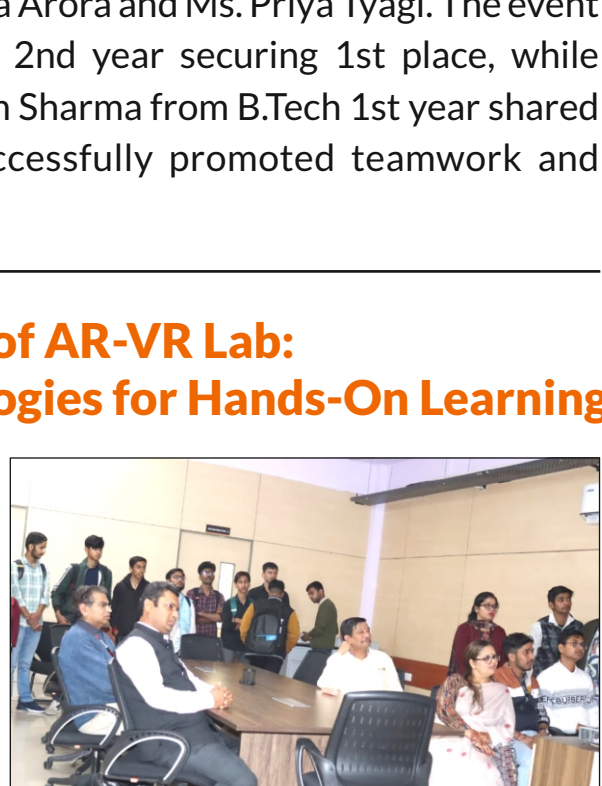 a Arora and Ms. Priya Tyagi. The event
2nd year securing 1st place, while
n Sharma from B.Tech 1st year shared
ccessfully promoted teamwork and
of AR-VR Lab:
ogies for Hands-On Learning